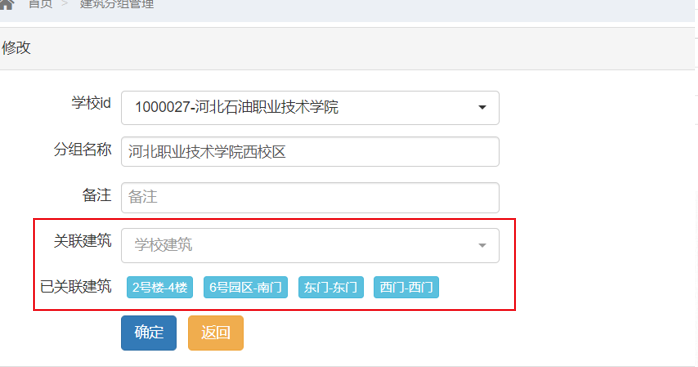 首页 > 建筑分组管理
修改
学校id 1000027-河北石油职业技术学院
分组名称 河北职业技术学院西校区
备注 备注
关联建筑 学校建筑
已关联建筑 2号楼-4楼 6号园区-南门 东门-东门 西门-西门
确定 返回